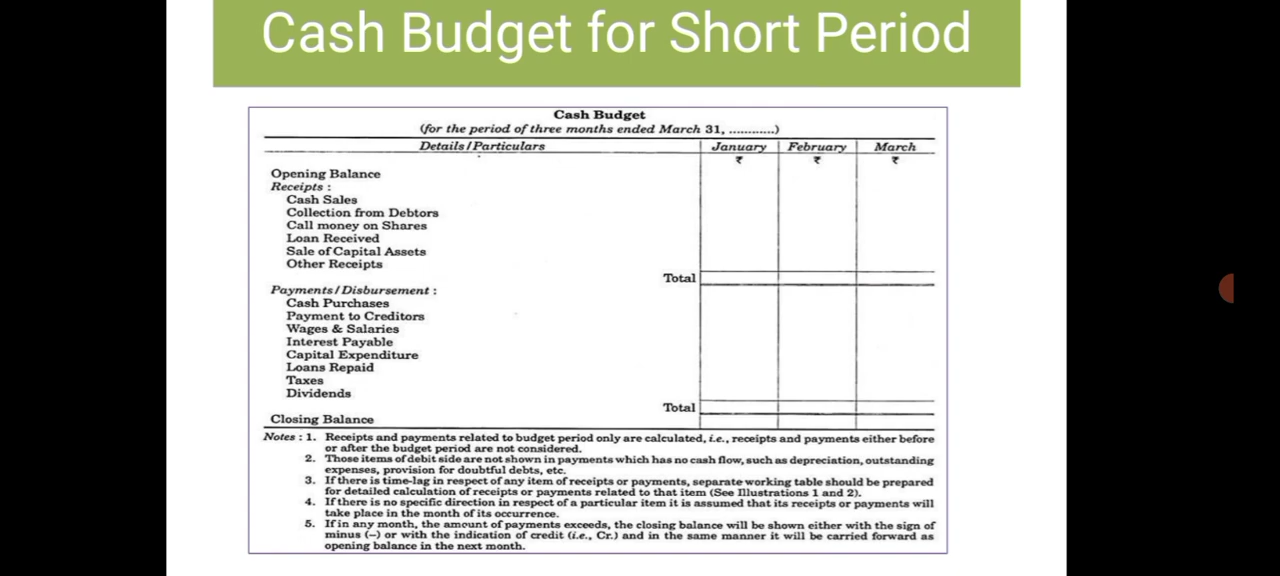 Cash Budget for Short Period
Cash Budget
(for the period of three months ended March 31, ............)
Details/Particulars January February March
₹ ₹ ₹
Opening Balance
Receipts :
Cash Sales
Collection from Debtors
Call money on Shares
Loan Received
Sale of Capital Assets
Other Receipts
Total
Payments/Disbursement :
Cash Purchases
Payment to Creditors
Wages & Salaries
Interest Payable
Capital Expenditure
Loans Repaid
Taxes
Dividends
Total
Closing Balance
Notes : 1. Receipts and payments related to budget period only are calculated, i.e., receipts and payments either before
or after the budget period are not considered.
2. Those items of debit side are not shown in payments which has no cash flow, such as depreciation, outstanding
expenses, provision for doubtful debts, etc.
3. If there is time-lag in respect of any item of receipts or payments, separate working table should be prepared
for detailed calculation of receipts or payments related to that item (See Illustrations 1 and 2).
4. If there is no specific direction in respect of a particular item it is assumed that its receipts or payments will
take place in the month of its occurrence.
5. If in any month, the amount of payments exceeds, the closing balance will be shown either with the sign of
minus (–) or with the indication of credit (i.e., Cr.) and in the same manner it will be carried forward as
opening balance in the next month.